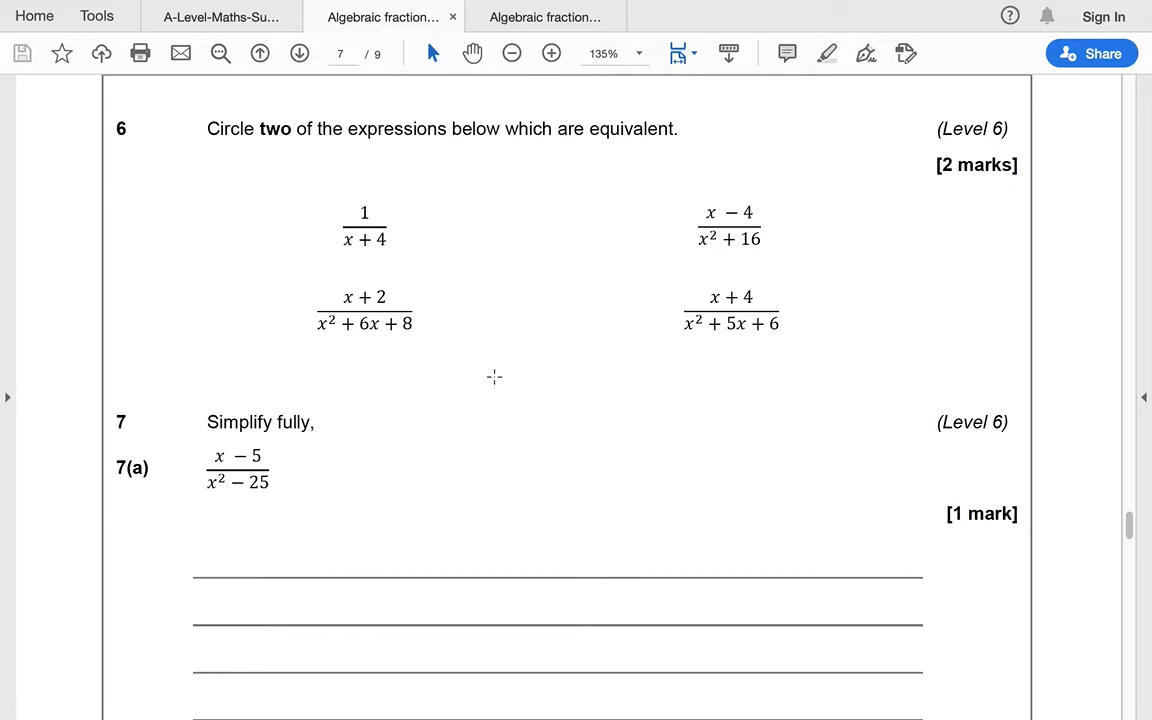 Home Tools A-Level-Maths-Su... Algebraic fraction... × Algebraic fraction... ? Sign In
7 / 9 135% Share
6 Circle two of the expressions below which are equivalent. (Level 6)
[2 marks]
1/(x + 4) (x − 4)/(x² + 16)
(x + 2)/(x² + 6x + 8) (x + 4)/(x² + 5x + 6)
7 Simplify fully, (Level 6)
7(a) (x − 5)/(x² − 25)
[1 mark]